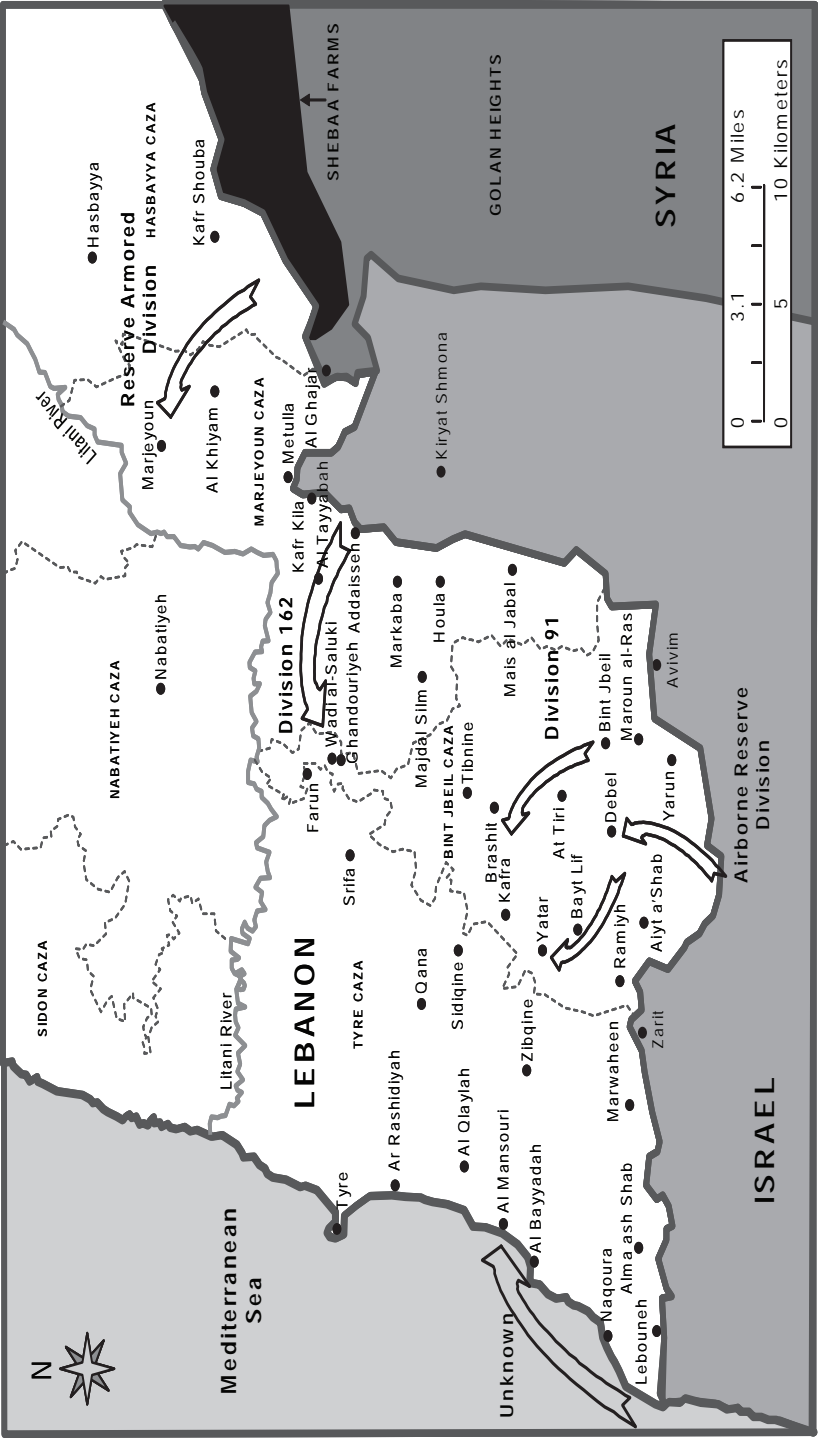 N
Mediterranean
Sea
SIDON CAZA
NABATIYEH CAZA
Nabatiyeh
Litani River
Litani River
Hasbayya
HASBAYYA CAZA
Reserve Armored
Division
Kafr Shouba
Marjeyoun
Al Khiyam
MARJEYOUN CAZA
Metulla
Al Ghajar
SHEBAA FARMS
GOLAN HEIGHTS
SYRIA
LEBANON
Division 162
Kafr Kila
Al Tayyabah
Addaisseh
Wadi al-Saluki
Ghandouriyeh
Farun
Srifa
TYRE CAZA
Tyre
Ar Rashidiyah
Qana
Majdal Silm
Markaba
Houla
Kiryat Shmona
Al Qlaylah
Sidiqine
BINT JBEIL CAZA
Tibnine
Mais al Jabal
Al Mansouri
Kafra
Brashit
Division 91
Al Bayyadah
Zibqine
Yatar
Bayt Lif
At Tiri
Unknown
Naqoura
Ramiyh
Debel
Bint Jbeil
Maroun al-Ras
Alma ash Shab
Marwaheen
Aiyt a'Shab
Yarun
Lebouneh
Zarit
Avivim
Airborne Reserve
Division
ISRAEL
0 3.1 6.2 Miles
0 5 10 Kilometers